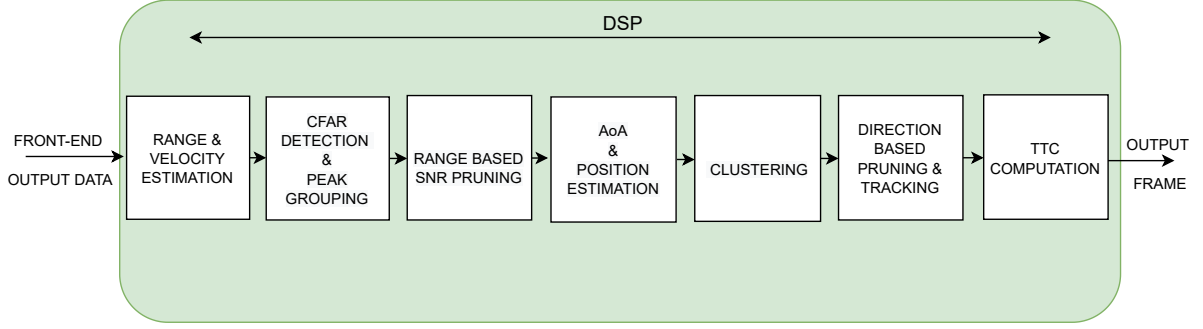 DSP
FRONT-END
OUTPUT DATA
RANGE &
VELOCITY
ESTIMATION
CFAR
DETECTION
&
PEAK
GROUPING
RANGE BASED
SNR PRUNING
AoA
&
POSITION
ESTIMATION
CLUSTERING
DIRECTION
BASED
PRUNING &
TRACKING
TTC
COMPUTATION
OUTPUT
FRAME